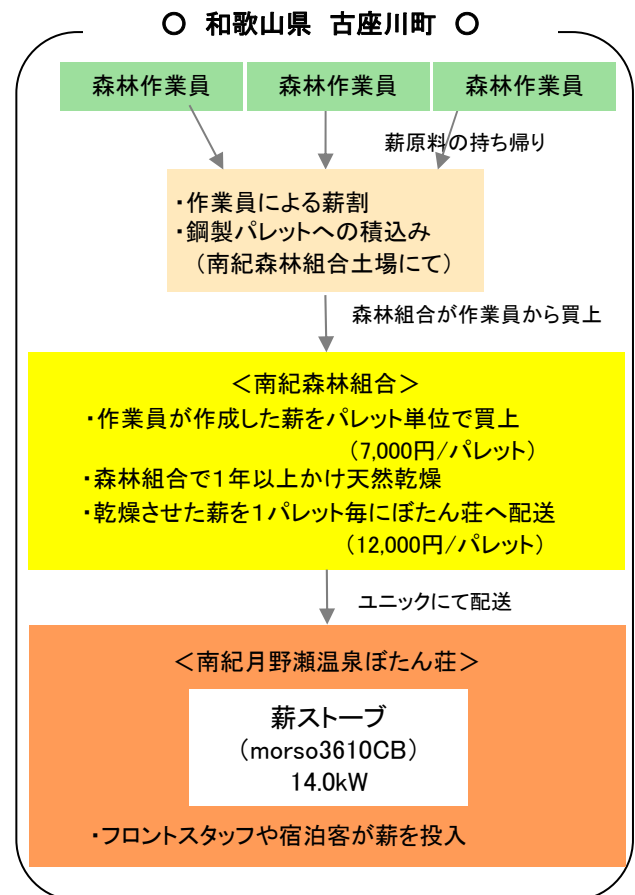 ○ 和歌山県 古座川町 ○
森林作業員 森林作業員 森林作業員
薪原料の持ち帰り
・作業員による薪割
・鋼製パレットへの積込み
（南紀森林組合土場にて）
森林組合が作業員から買上
＜南紀森林組合＞
・作業員が作成した薪をパレット単位で買上
（7,000円/パレット）
・森林組合で１年以上かけ天然乾燥
・乾燥させた薪を１パレット毎にぼたん荘へ配送
（12,000円/パレット）
ユニックにて配送
＜南紀月野瀬温泉ぼたん荘＞
薪ストーブ
（morso3610CB）
14.0kW
・フロントスタッフや宿泊客が薪を投入